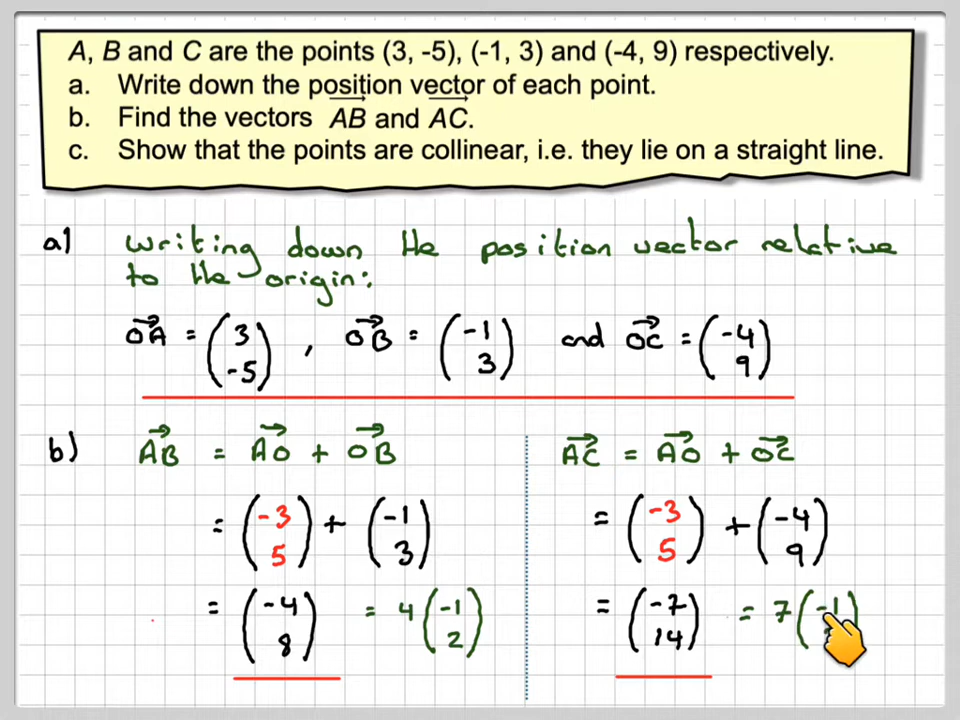 A, B and C are the points (3, -5), (-1, 3) and (-4, 9) respectively.
a. Write down the position vector of each point.
b. Find the vectors AB and AC.
c. Show that the points are collinear, i.e. they lie on a straight line.
a) writing down the position vector relative
to the origin:
OA = (3 -5), OB = (-1 3) and OC = (-4 9)
b) AB = AO + OB
= (-3 5) + (-1 3)
= (-4 8) = 4 (-1 2)
AC = AO + OC
= (-3 5) + (-4 9)
= (-7 14) = 7 (-1